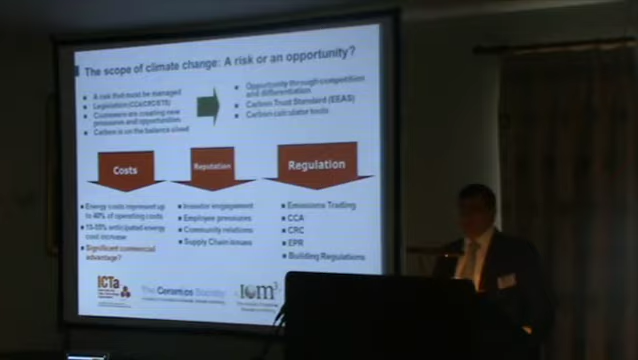 The scope of climate change: A risk or an opportunity?
A risk that must be managed
Legislation (CCA/CRC/ETS)
Customers are creating new
pressures and opportunities
Carbon is on the balance sheet
Opportunity through competition
and differentiation
Carbon Trust Standard (EEAS)
Carbon calculator tools
Costs
Reputation
Regulation
Energy costs represent up
to 40% of operating costs
anticipated energy
cost increase
Significant commercial
advantage?
Investor engagement
Employee pressures
Community relations
Supply Chain issues
Emissions Trading
CCA
CRC
EPR
Building Regulations
ICTa
The Ceramics Society
IOM3